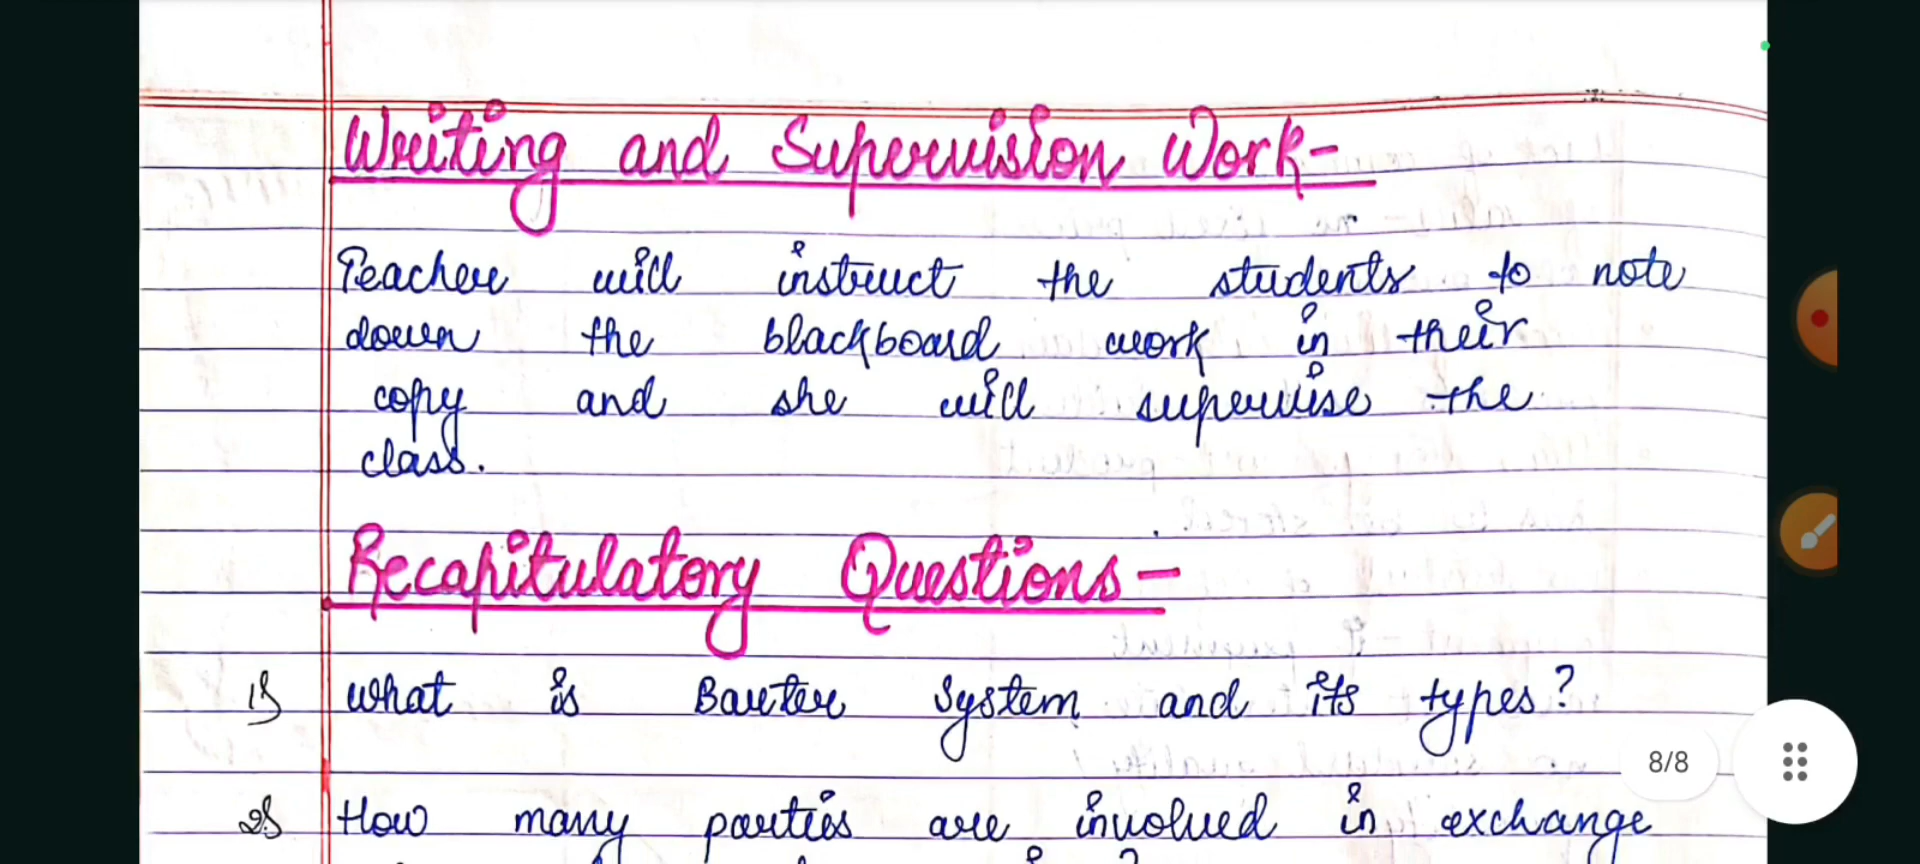 Writing and Supervision Work-
Teacher will instruct the students to note
down the blackboard work in their
copy and she will supervise the
class.
Recapitulatory Questions-
1) what is Barter System and its types?
2) How many parties are involved in exchange
8/8